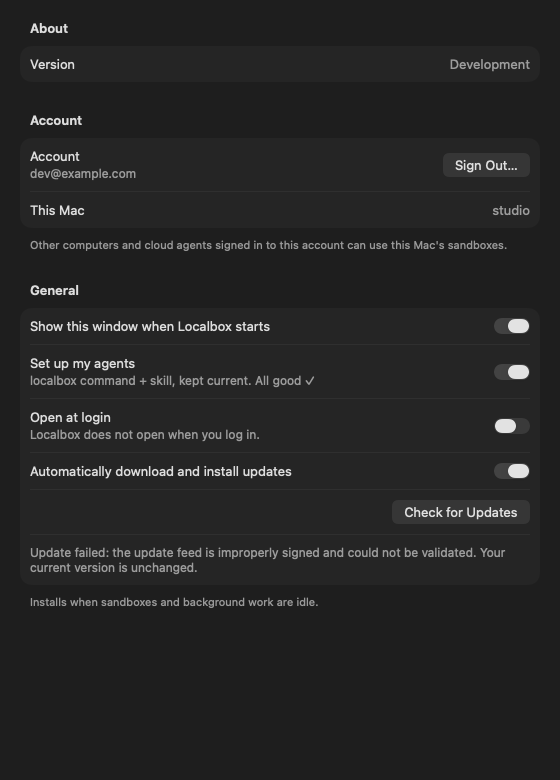 About
Version
Development
Account
Account
dev@example.com
Sign Out...
This Mac
studio
Other computers and cloud agents signed in to this account can use this Mac's sandboxes.
General
Show this window when Localbox starts
Set up my agents
localbox command + skill, kept current. All good ✓
Open at login
Localbox does not open when you log in.
Automatically download and install updates
Check for Updates
Update failed: the update feed is improperly signed and could not be validated. Your
current version is unchanged.
Installs when sandboxes and background work are idle.